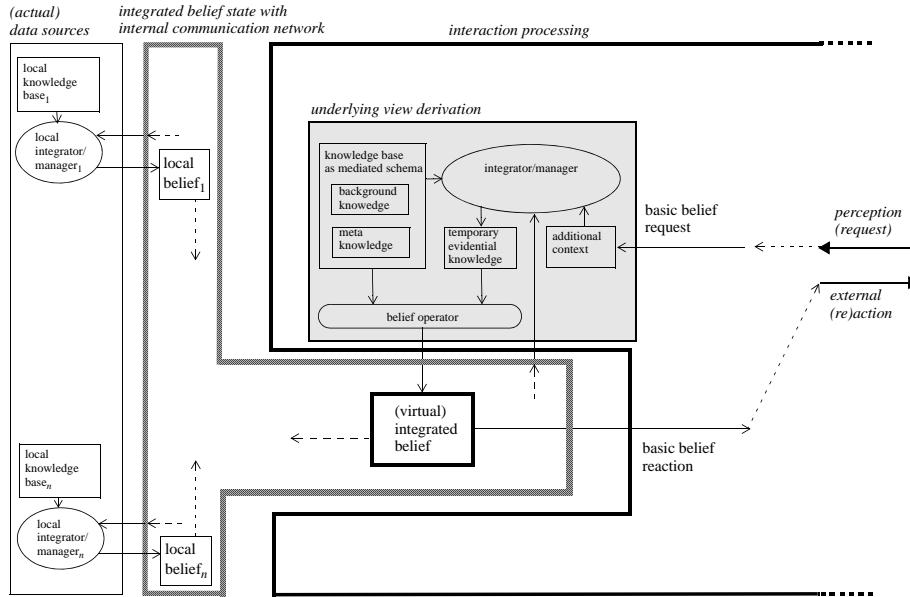 (actual)
data sources
integrated belief state with
internal communication network
interaction processing
local
knowledge
base1
local
integrator/
manager1
local
belief1
underlying view derivation
knowledge base
as mediated schema
background
knowedge
meta
knowledge
integrator/manager
temporary
evidential
knowledge
additional
context
belief operator
basic belief
request
perception
(request)
external
(re)action
(virtual)
integrated
belief
basic belief
reaction
local
knowledge
basen
local
integrator/
managern
local
beliefn